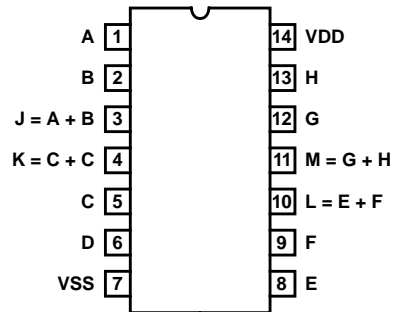 A 1 14 VDD
B 2 13 H
J = A + B 3 12 G
K = C + C 4 11 M = G + H
C 5 10 L = E + F
D 6 9 F
VSS 7 8 E